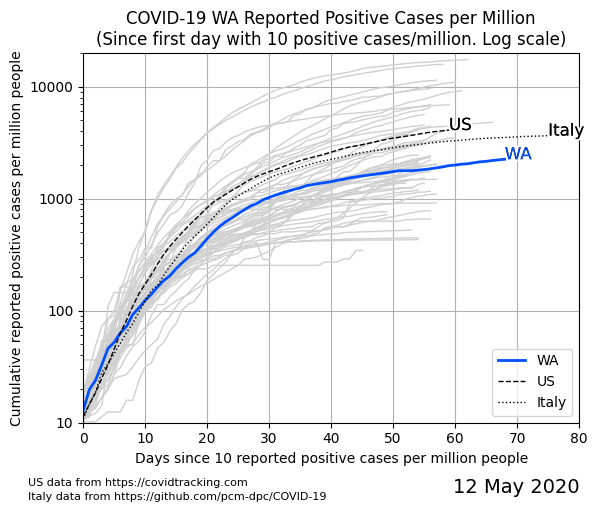 COVID-19 WA Reported Positive Cases per Million
(Since first day with 10 positive cases/million. Log scale)
Cumulative reported positive cases per million people
10000
1000
100
10
US
Italy
WA
WA
US
Italy
0 10 20 30 40 50 60 70 80
Days since 10 reported positive cases per million people
US data from https://covidtracking.com
Italy data from https://github.com/pcm-dpc/COVID-19
12 May 2020